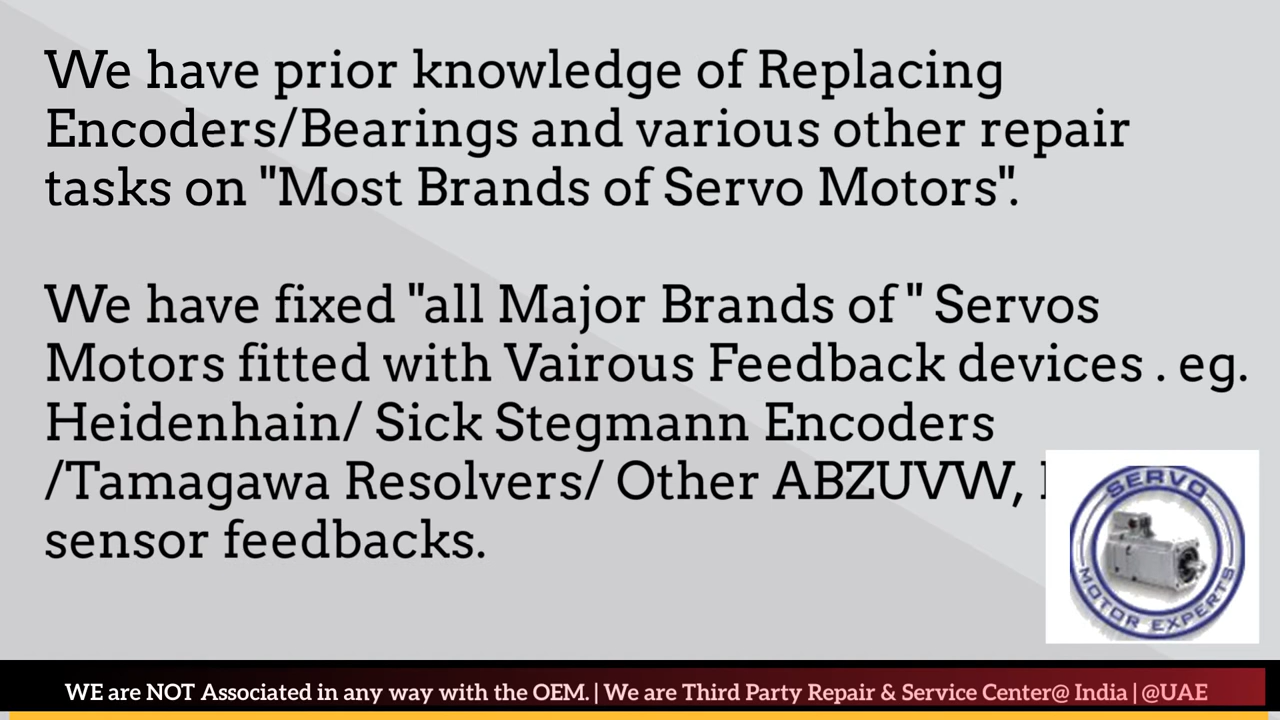 We have prior knowledge of Replacing
Encoders/Bearings and various other repair
tasks on "Most Brands of Servo Motors".
We have fixed "all Major Brands of " Servos
Motors fitted with Vairous Feedback devices . eg.
Heidenhain/ Sick Stegmann Encoders
/Tamagawa Resolvers/ Other ABZUVW,
sensor feedbacks.
SERVO
MOTOR EXPERTS
WE are NOT Associated in any way with the OEM. | We are Third Party Repair & Service Center@ India | @UAE